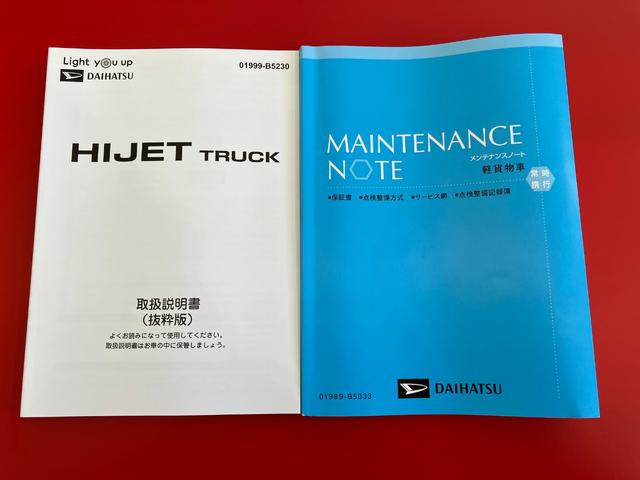 Light you up
DAIHATSU
01999-B5230
HIJET TRUCK
取扱説明書
（抜粋版）
よくお読みになって使用してください。
取扱説明書はお車の中に保管しましょう。
MAINTENANCE
NOTE
メンテナンスノート
軽貨物車
常時
携行
●保証書 ●点検整備方式 ●サービス網 ●点検整備記録簿
01989-B5033
DAIHATSU